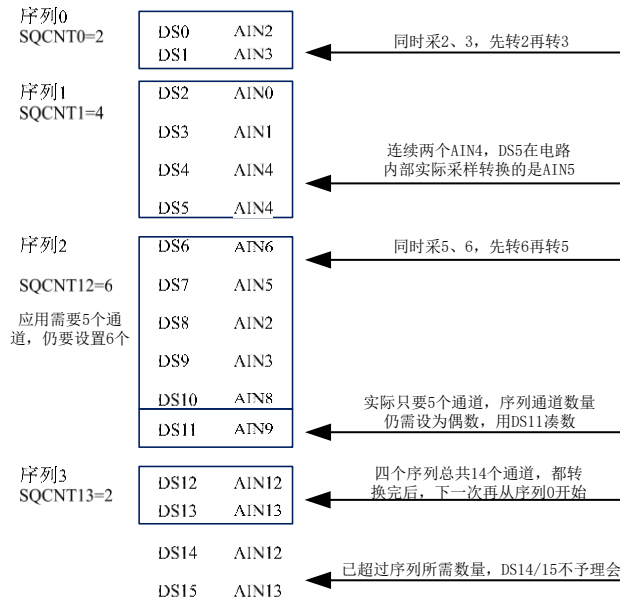 序列0
SQCNT0=2
DS0 AIN2
DS1 AIN3
同时采2、3，先转2再转3
序列1
SQCNT1=4
DS2 AIN0
DS3 AIN1
DS4 AIN4
DS5 AIN4
连续两个AIN4，DS5在电路
内部实际采样转换的是AIN5
序列2
SQCNT12=6
应用需要5个通
道，仍要设置6个
DS6 AIN6
DS7 AIN5
DS8 AIN2
DS9 AIN3
DS10 AIN8
DS11 AIN9
同时采5、6，先转6再转5
实际只要5个通道，序列通道数量
仍需设为偶数，用DS11凑数
序列3
SQCNT13=2
DS12 AIN12
DS13 AIN13
四个序列总共14个通道，都转
换完后，下一次再从序列0开始
DS14 AIN12
DS15 AIN13
已超过序列所需数量，DS14/15不予理会